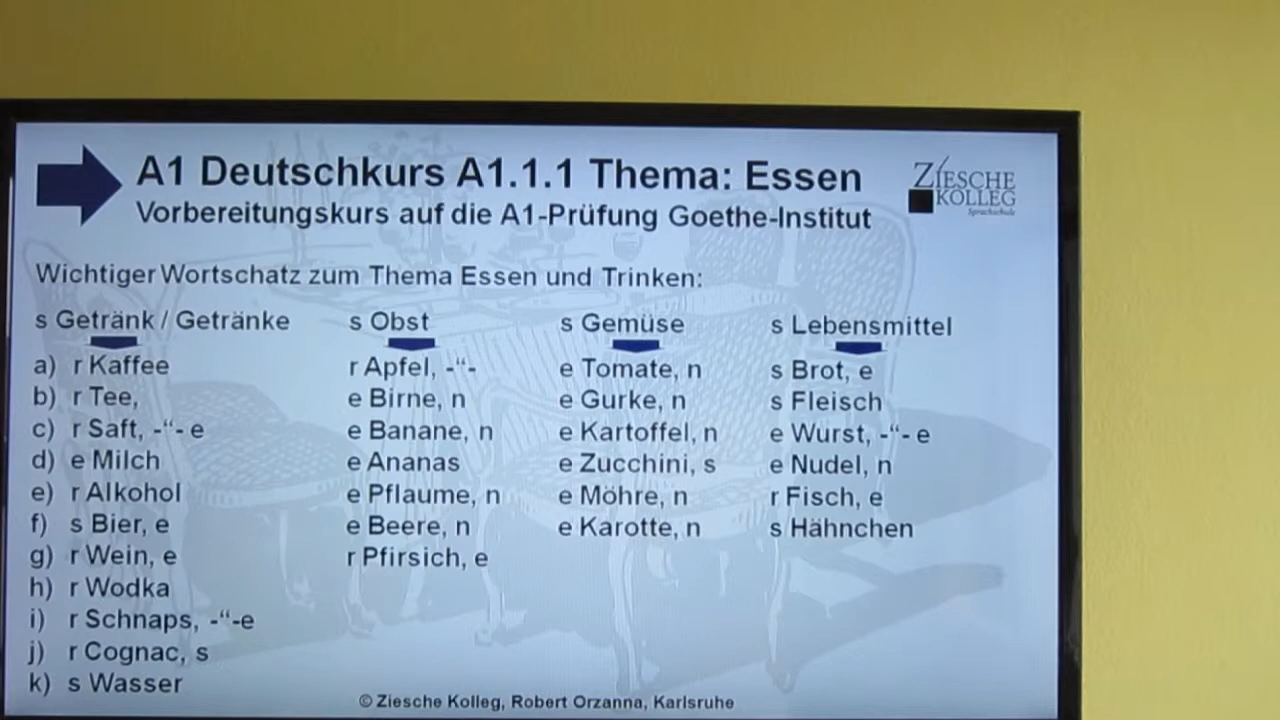 A1 Deutschkurs A1.1.1 Thema: Essen
Vorbereitungskurs auf die A1-Prüfung Goethe-Institut
ZIESCHE
KOLLEG
Sprachschule
Wichtiger Wortschatz zum Thema Essen und Trinken:
s Getränk / Getränke s Obst s Gemüse s Lebensmittel
a) r Kaffee r Apfel, -“- e Tomate, n s Brot, e
b) r Tee, e Birne, n e Gurke, n s Fleisch
c) r Saft, -“- e e Banane, n e Kartoffel, n e Wurst, -“- e
d) e Milch e Ananas e Zucchini, s e Nudel, n
e) r Alkohol e Pflaume, n e Möhre, n r Fisch, e
f) s Bier, e e Beere, n e Karotte, n s Hähnchen
g) r Wein, e r Pfirsich, e
h) r Wodka
i) r Schnaps, -“-e
j) r Cognac, s
k) s Wasser
© Ziesche Kolleg, Robert Orzanna, Karlsruhe